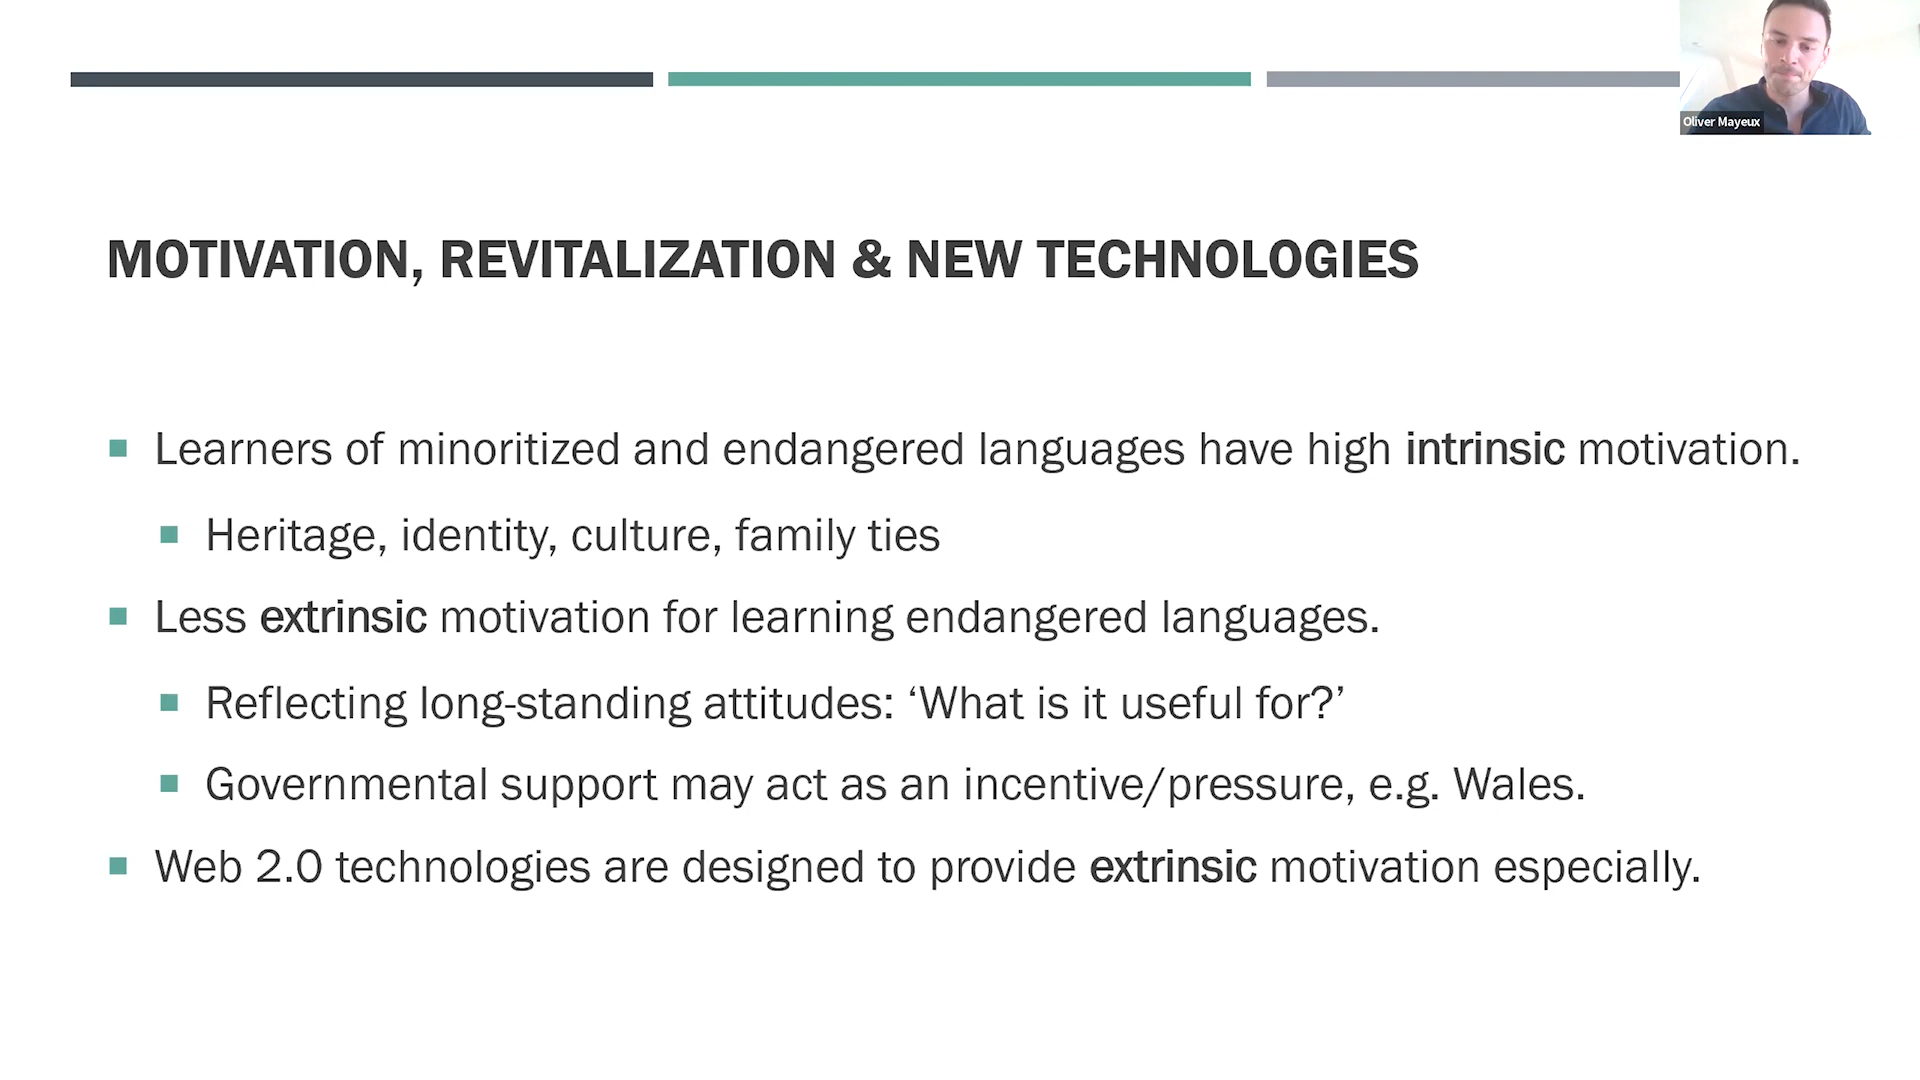 Oliver Mayeux
MOTIVATION, REVITALIZATION & NEW TECHNOLOGIES
Learners of minoritized and endangered languages have high intrinsic motivation.
Heritage, identity, culture, family ties
Less extrinsic motivation for learning endangered languages.
Reflecting long-standing attitudes: ‘What is it useful for?’
Governmental support may act as an incentive/pressure, e.g. Wales.
Web 2.0 technologies are designed to provide extrinsic motivation especially.